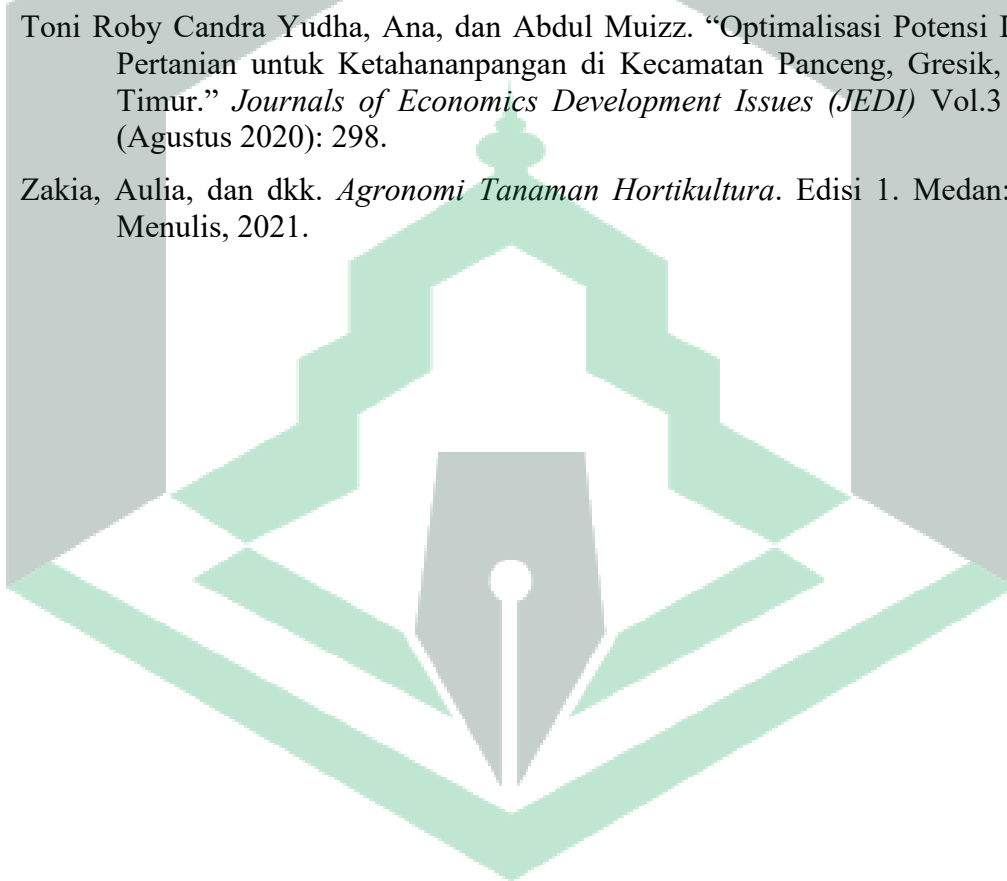 Toni Roby Candra Yudha, Ana, dan Abdul Muizz. “Optimalisasi Potensi
Pertanian untuk Ketahananpangan di Kecamatan Panceng, Gresik,
Timur.” Journals of Economics Development Issues (JEDI) Vol.3
(Agustus 2020): 298.
Zakia, Aulia, dan dkk. Agronomi Tanaman Hortikultura. Edisi 1. Medan:
Menulis, 2021.